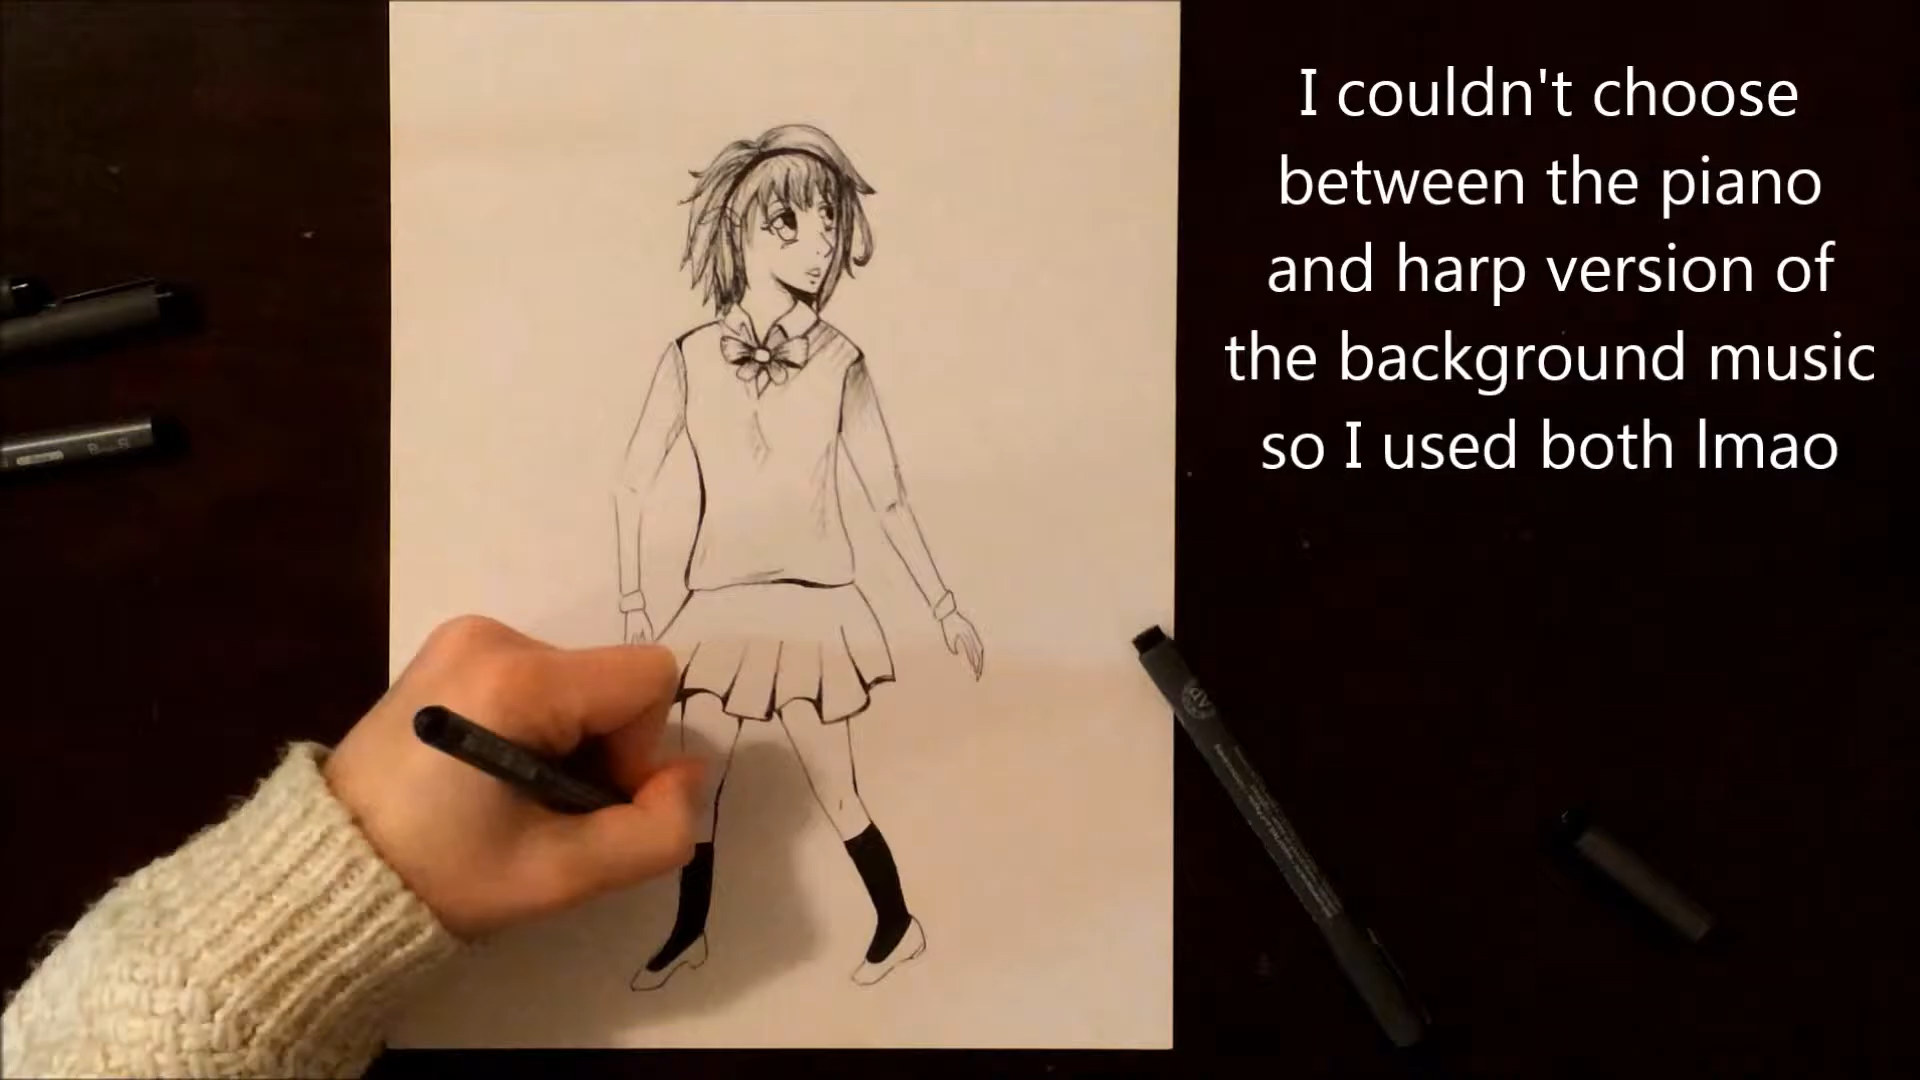 I couldn't choose
between the piano
and harp version of
the background music
so I used both lmao